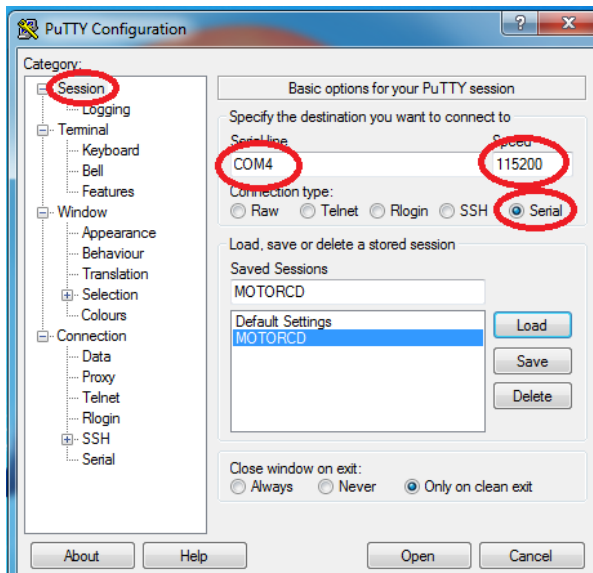 PuTTY Configuration
Category:
Session
Logging
Terminal
Keyboard
Bell
Features
Window
Appearance
Behaviour
Translation
Selection
Colours
Connection
Data
Proxy
Telnet
Rlogin
SSH
Serial
Basic options for your PuTTY session
Specify the destination you want to connect to
Serial line Speed
COM4 115200
Connection type:
Raw Telnet Rlogin SSH Serial
Load, save or delete a stored session
Saved Sessions
MOTORCD
Default Settings
MOTORCD
Load
Save
Delete
Close window on exit:
Always Never Only on clean exit
About Help Open Cancel